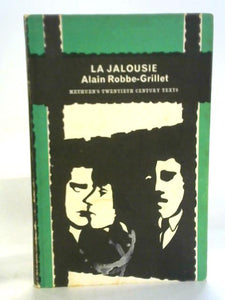 LA JALOUSIE
Alain Robbe-Grillet
METHUEN'S TWENTIETH CENTURY TEXTS